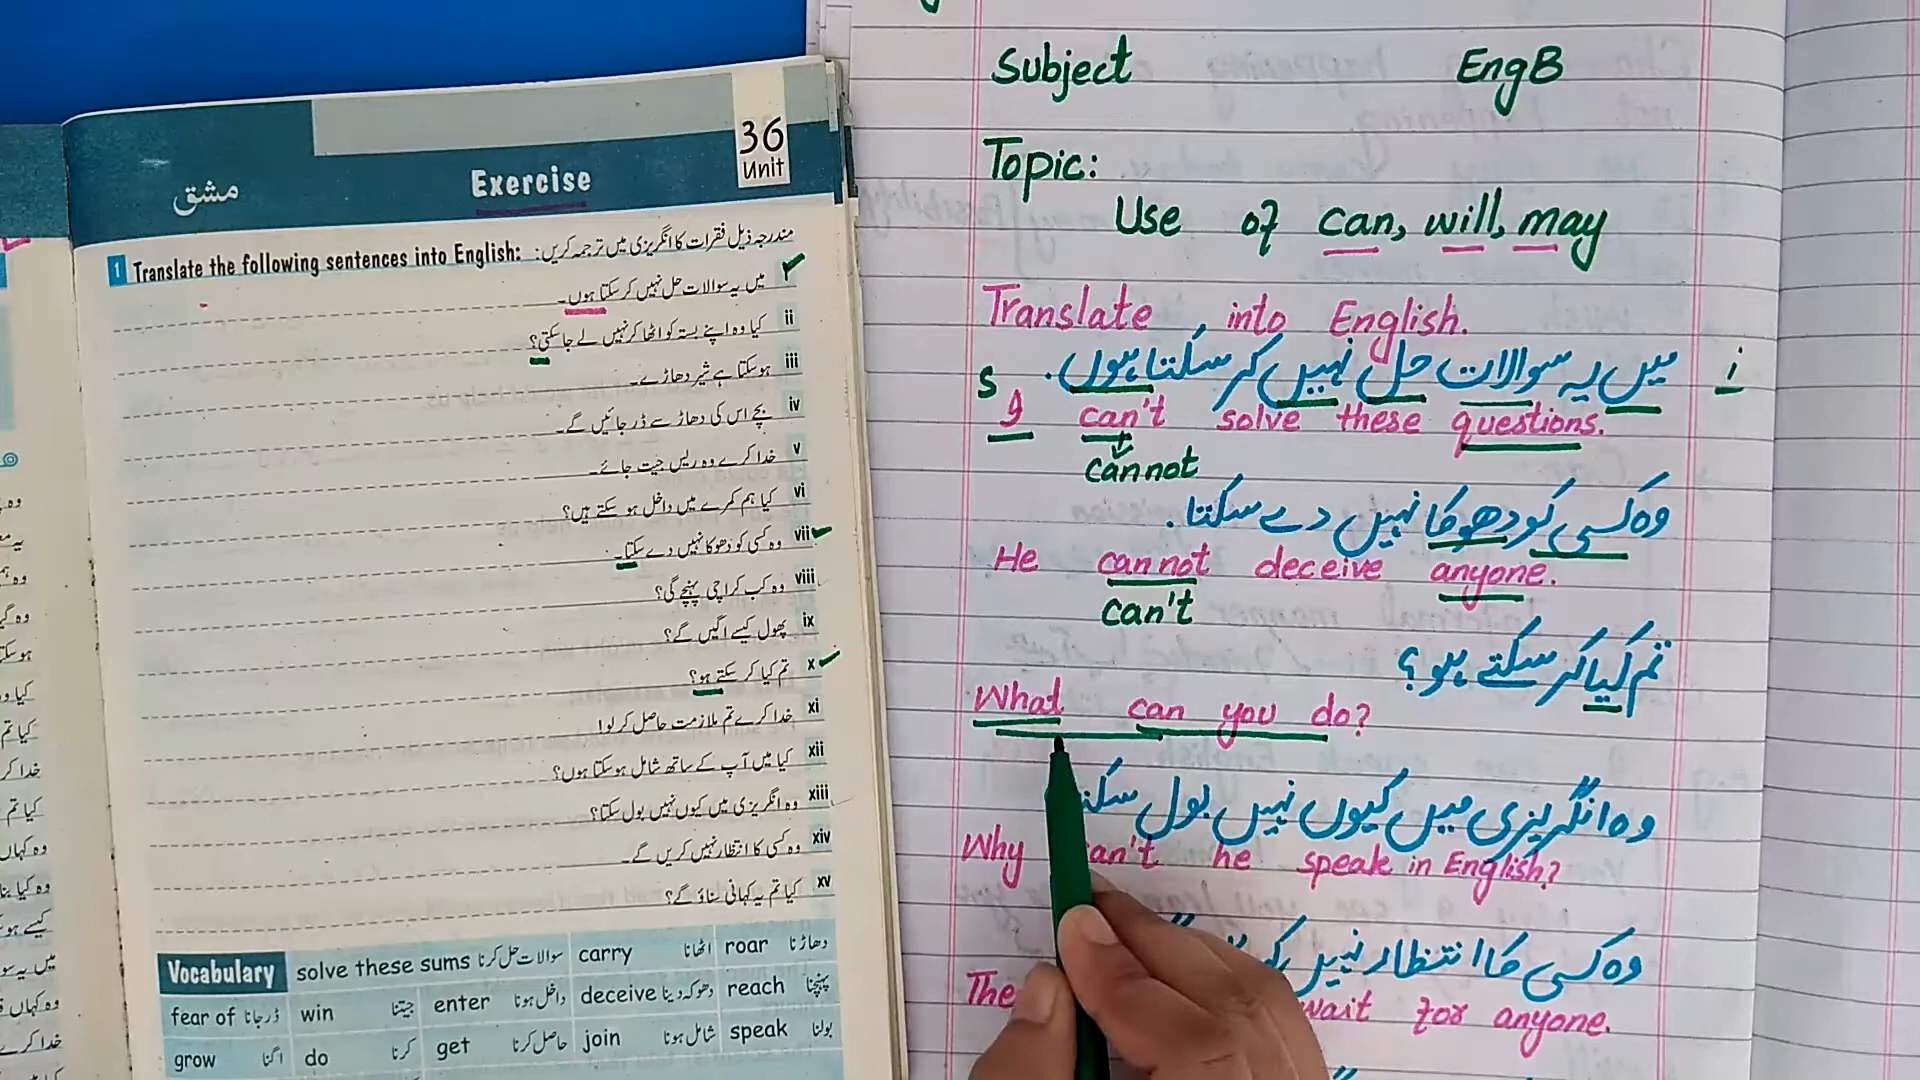 36
Unit
Exercise
مشق
1 Translate the following sentences into English: مندرجہ ذیل فقرات کا انگریزی میں ترجمہ کریں:
میں یہ سوالات حل نہیں کر سکتا ہوں۔
ii کیا وہ اپنے بستہ کو اٹھا کر نہیں لے جا سکتی؟
iii ہو سکتا ہے شیر دھاڑے۔
iv بچے اس کی دھاڑ سے ڈر جائیں گے۔
v خدا کرے وہ ریس جیت جائے۔
vi کیا ہم کمرے میں داخل ہو سکتے ہیں؟
vii وہ کسی کو دھوکا نہیں دے سکتا۔
viii وہ کب کراچی پہنچے گی؟
ix پھول کیسے اگیں گے؟
x تم کیا کر سکتے ہو؟
xi خدا کرے تم ملازمت حاصل کر لو!
xii کیا میں آپ کے ساتھ شامل ہو سکتا ہوں؟
xiii وہ انگریزی میں کیوں نہیں بول سکتا؟
xiv وہ کسی کا انتظار نہیں کریں گے۔
xv کیا تم یہ کہانی سناؤ گے؟
Vocabulary solve these sums سوالات حل کرنا carry اٹھانا roar دھاڑنا
fear of ڈر جانا win جیتنا enter داخل ہونا deceive دھوکہ دینا reach پہنچنا
grow اگنا do کرنا get حاصل کرنا join شامل ہونا speak بولنا
Subject EngB
Topic:
Use of can, will, may
Translate into English.
i میں یہ سوالات حل نہیں کر سکتا ہوں.
S
I can't solve these questions.
cannot
وہ کسی کو دھوکا نہیں دے سکتا.
He cannot deceive anyone.
can't
تم کیا کر سکتے ہو؟
What can you do?
وہ انگریزی میں کیوں نہیں بول
Why can't he speak in English?
وہ کسی کا انتظار نہیں
wait for anyone.